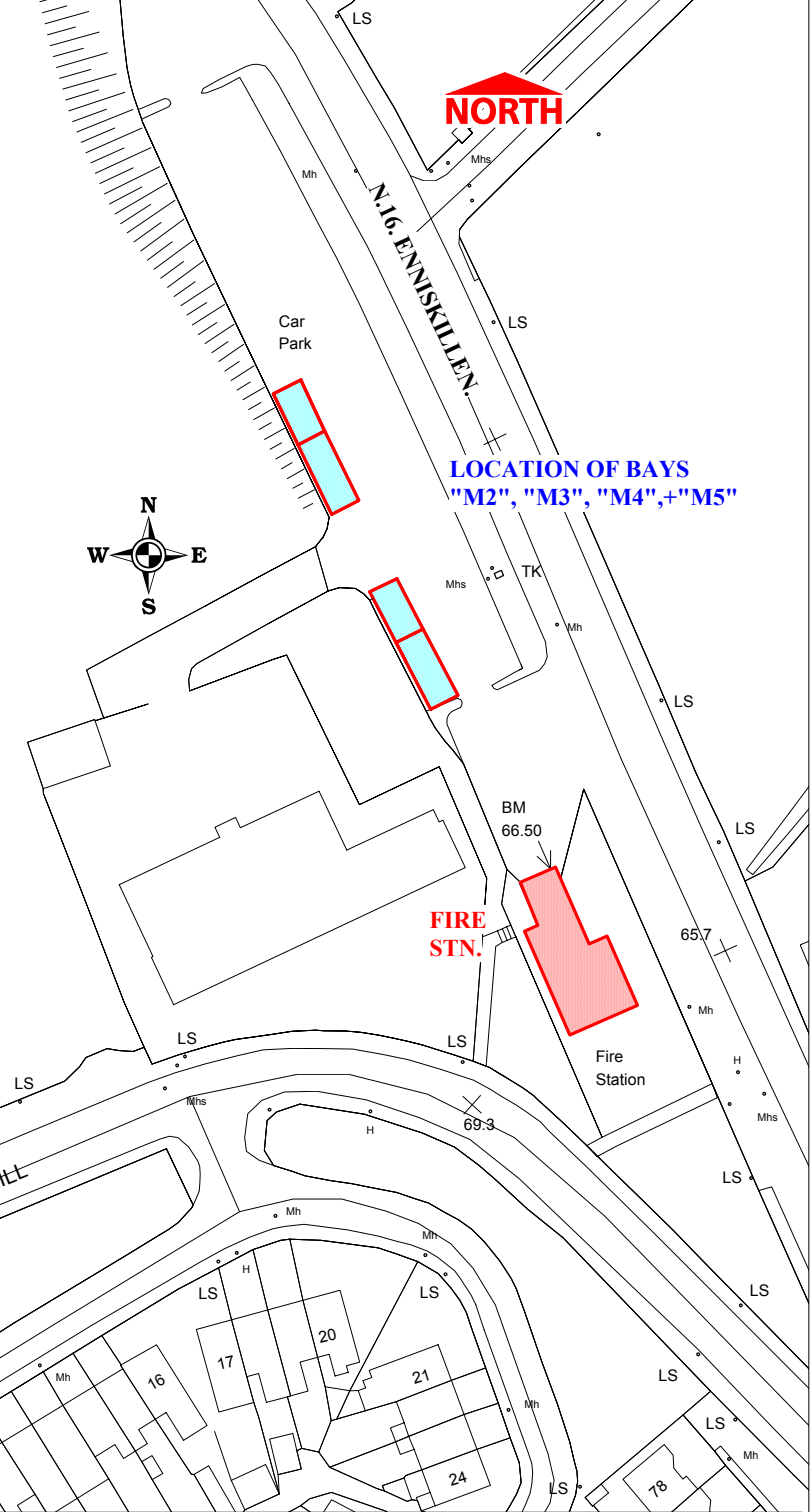 LS
NORTH
Mhs
Mh
N.16. ENNISKILLEN.
LS
Car
Park
LOCATION OF BAYS
"M2", "M3", "M4",+"M5"
N
W E
S
TK
Mhs
Mh
LS
BM
66.50
LS
FIRE
STN.
65.7
Mh
LS
LS
Fire
Station
H
LS
Mhs
Mhs
69.3
H
ILL
LS
Mh
Mh
H
LS
LS
LS
20
17
21
16
Mh
LS
Mh
LS
Mh
24
LS
78